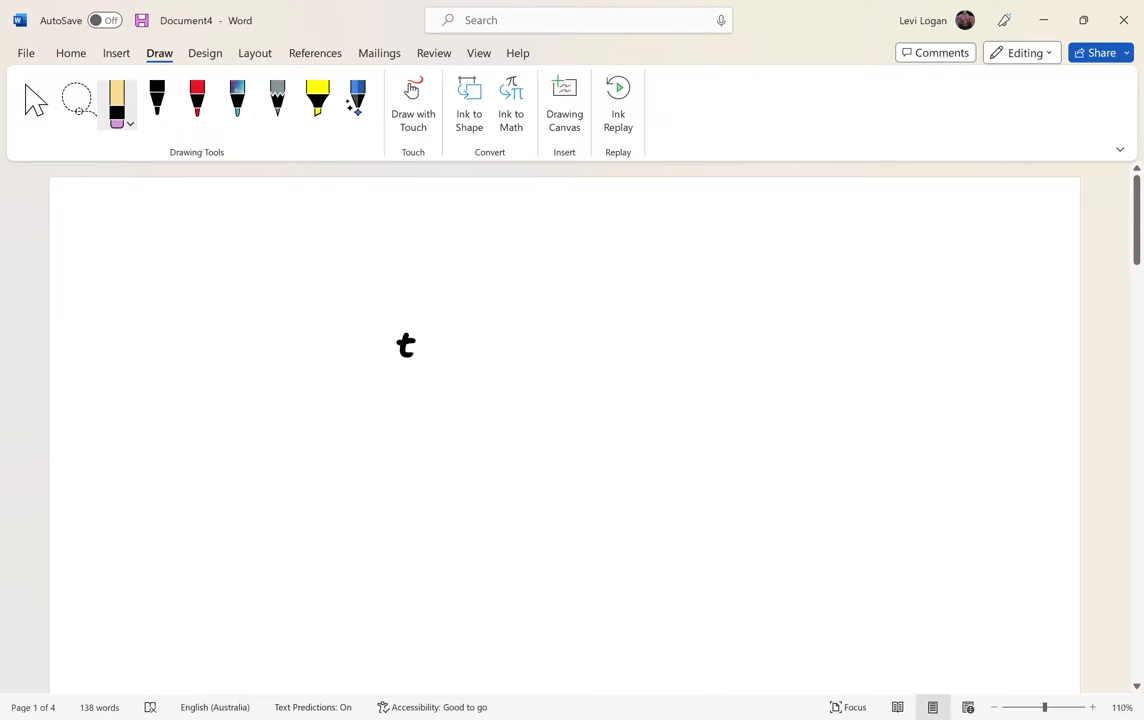 AutoSave Off Document4 - Word Search Levi Logan
File Home Insert Draw Design Layout References Mailings Review View Help Comments Editing Share
Draw with Touch
Ink to Shape
Ink to Math
Drawing Canvas
Ink Replay
Drawing Tools Touch Convert Insert Replay
t
Page 1 of 4 138 words English (Australia) Text Predictions: On Accessibility: Good to go Focus 110%